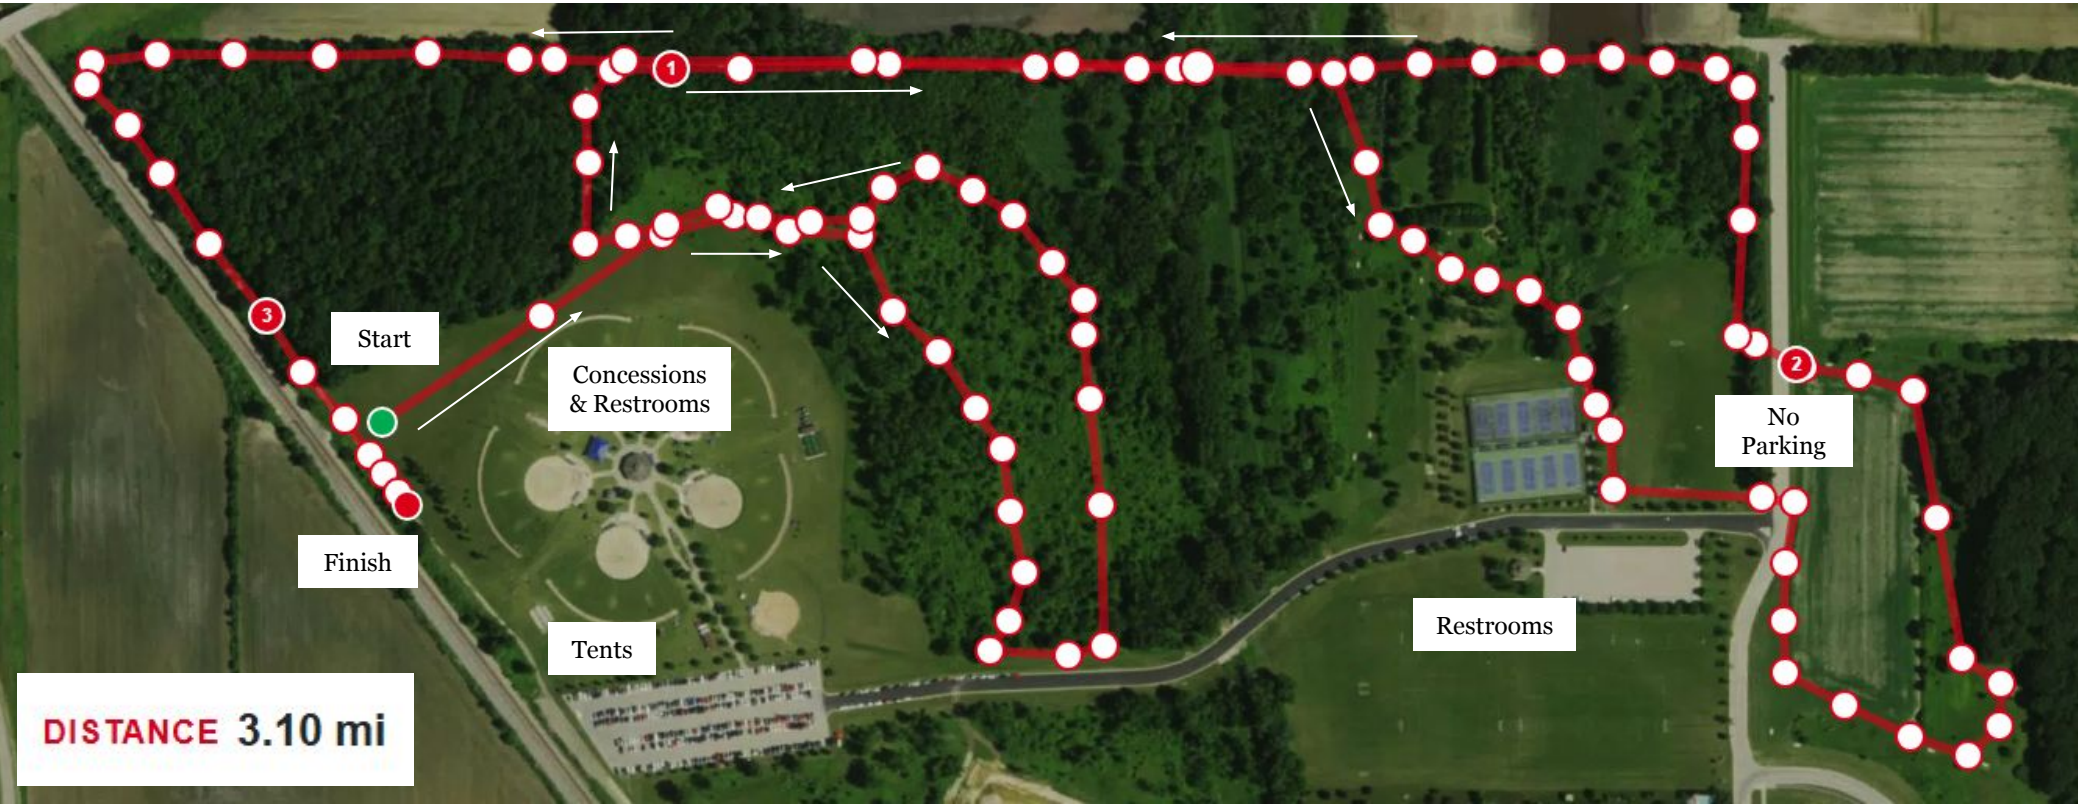 1
3
Start
Concessions
& Restrooms
2
No
Parking
Finish
Restrooms
Tents
DISTANCE 3.10 mi